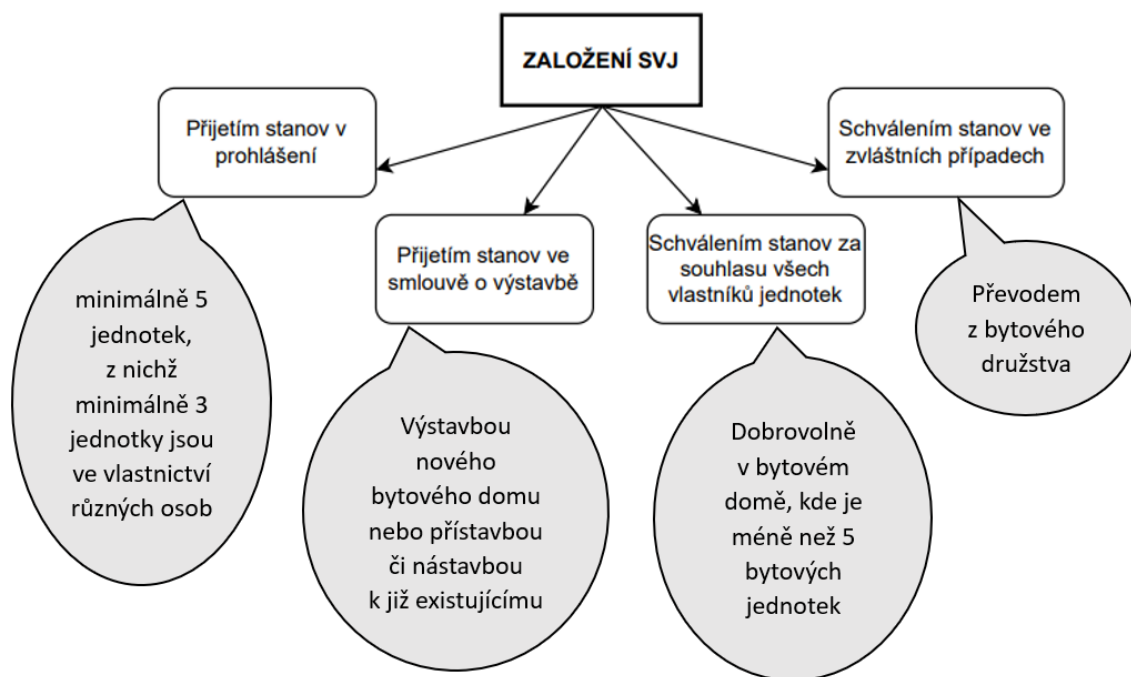 ZALOŽENÍ SVJ
Přijetím stanov v
prohlášení
Schválením stanov ve
zvláštních případech
Přijetím stanov ve
smlouvě o výstavbě
Schválením stanov za
souhlasu všech
vlastníků jednotek
minimálně 5
jednotek,
z nichž
minimálně 3
jednotky jsou
ve vlastnictví
různých osob
Výstavbou
nového
bytového domu
nebo přístavbou
či nástavbou
k již existujícímu
Dobrovolně
v bytovém
domě, kde je
méně než 5
bytových
jednotek
Převodem
z bytového
družstva